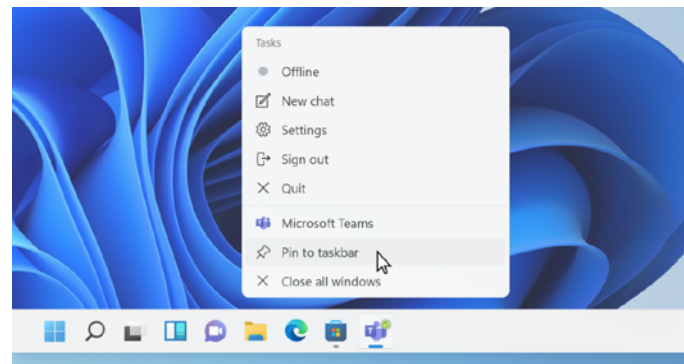 Tasks
Offline
New chat
Settings
Sign out
Quit
Microsoft Teams
Pin to taskbar
Close all windows